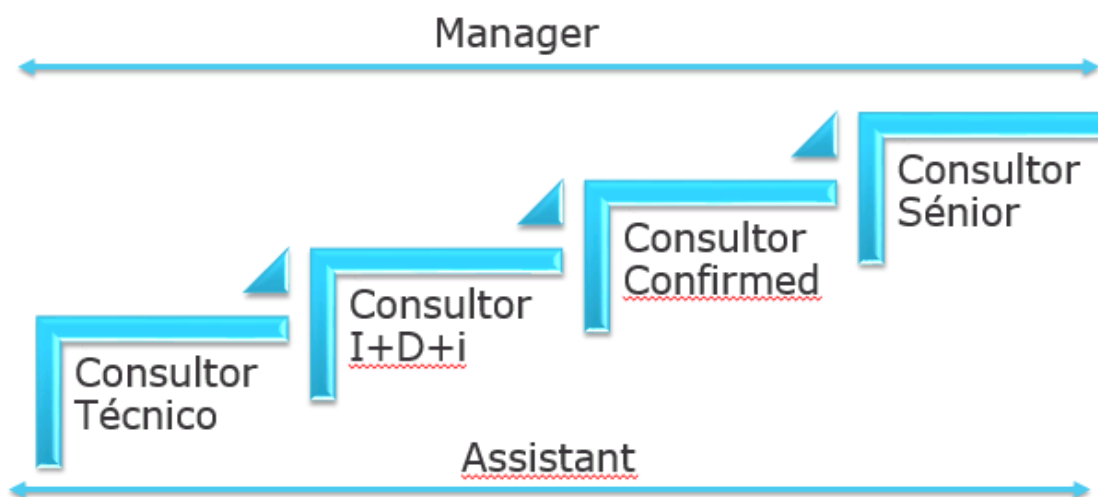 Manager
Consultor
Sénior
Consultor
Confirmed
Consultor
I+D+i
Consultor
Técnico
Assistant